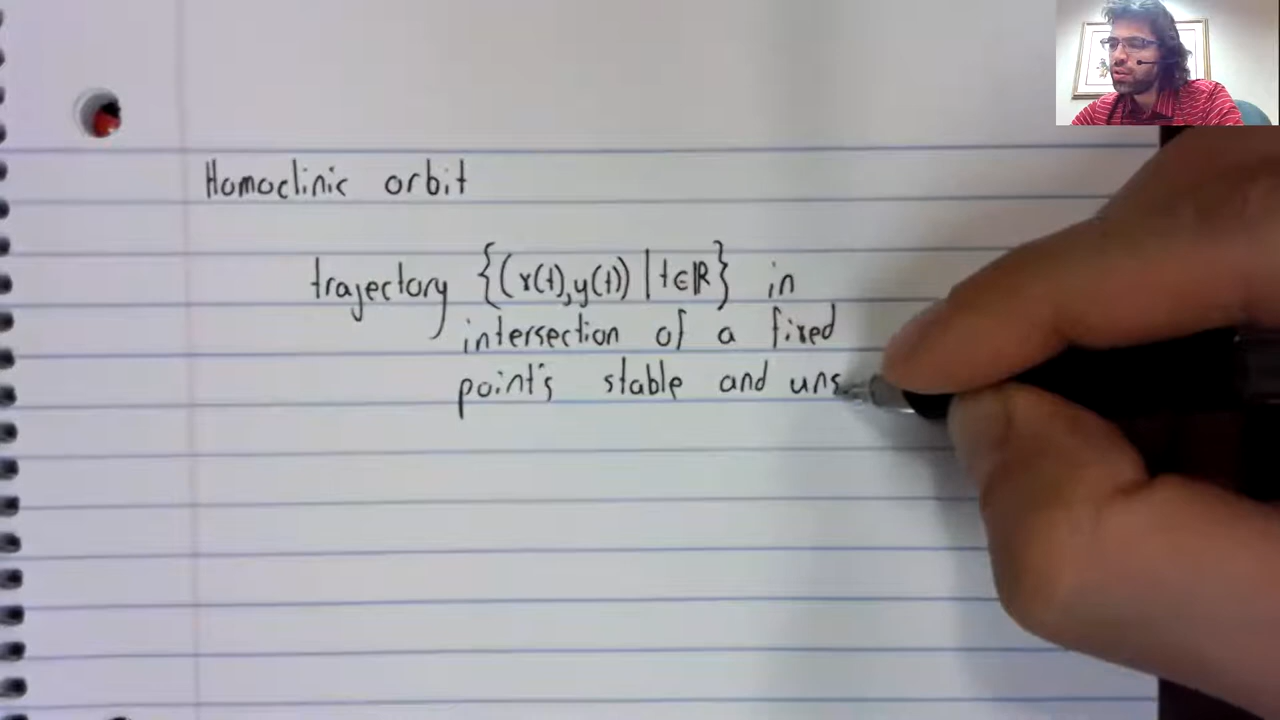 Homoclinic orbit
trajectory {(x(t),y(t)) | t∈ℝ} in
intersection of a fixed
point's stable and uns